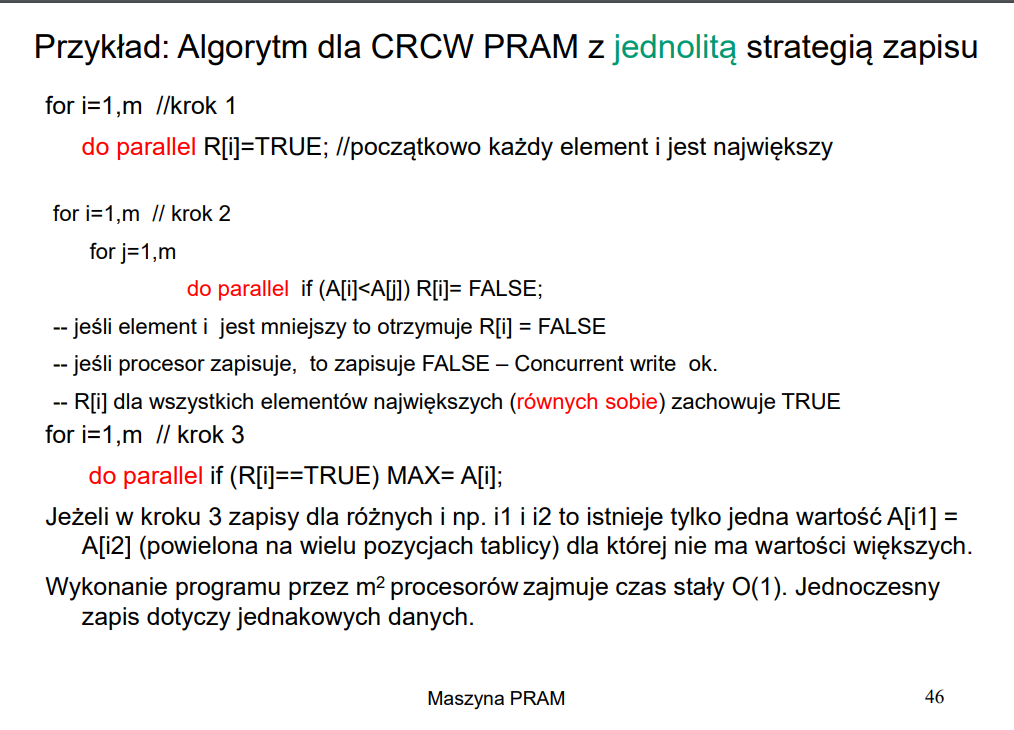 Przykład: Algorytm dla CRCW PRAM z jednolitą strategią zapisu
for i=1,m //krok 1
do parallel R[i]=TRUE; //początkowo każdy element i jest największy
for i=1,m // krok 2
for j=1,m
do parallel if (A[i]<A[j]) R[i]= FALSE;
-- jeśli element i jest mniejszy to otrzymuje R[i] = FALSE
-- jeśli procesor zapisuje, to zapisuje FALSE – Concurrent write ok.
-- R[i] dla wszystkich elementów największych (równych sobie) zachowuje TRUE
for i=1,m // krok 3
do parallel if (R[i]==TRUE) MAX= A[i];
Jeżeli w kroku 3 zapisy dla różnych i np. i1 i i2 to istnieje tylko jedna wartość A[i1] =
A[i2] (powielona na wielu pozycjach tablicy) dla której nie ma wartości większych.
Wykonanie programu przez m² procesorów zajmuje czas stały O(1). Jednoczesny
zapis dotyczy jednakowych danych.
Maszyna PRAM
46